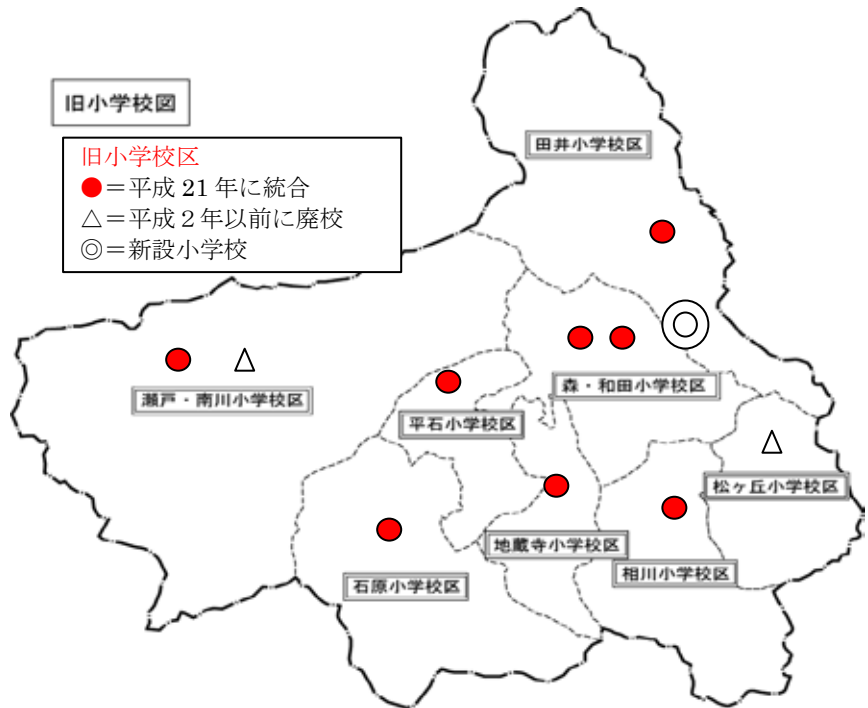 旧小学校図
旧小学校区
●＝平成 21 年に統合
△＝平成２年以前に廃校
◎＝新設小学校
田井小学校区
瀬戸・南川小学校区
森・和田小学校区
平石小学校区
松ヶ丘小学校区
地蔵寺小学校区
相川小学校区
石原小学校区